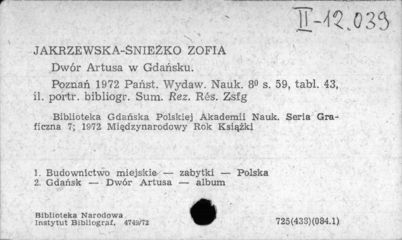 II-12.039
JAKRZEWSKA-ŚNIEŻKO ZOFIA
Dwór Artusa w Gdańsku.
Poznań 1972 Państ. Wydaw. Nauk. 8º s. 59, tabl. 43,
il. portr. bibliogr. Sum. Rez. Rés. Zsfg
Biblioteka Gdańska Polskiej Akademii Nauk. Seria Gra-
ficzna 7; 1972 Międzynarodowy Rok Książki
1. Budownictwo miejskie — zabytki — Polska
2. Gdańsk — Dwór Artusa — album
Biblioteka Narodowa
Instytut Bibliograf. 4749/72
725(433)(084.1)